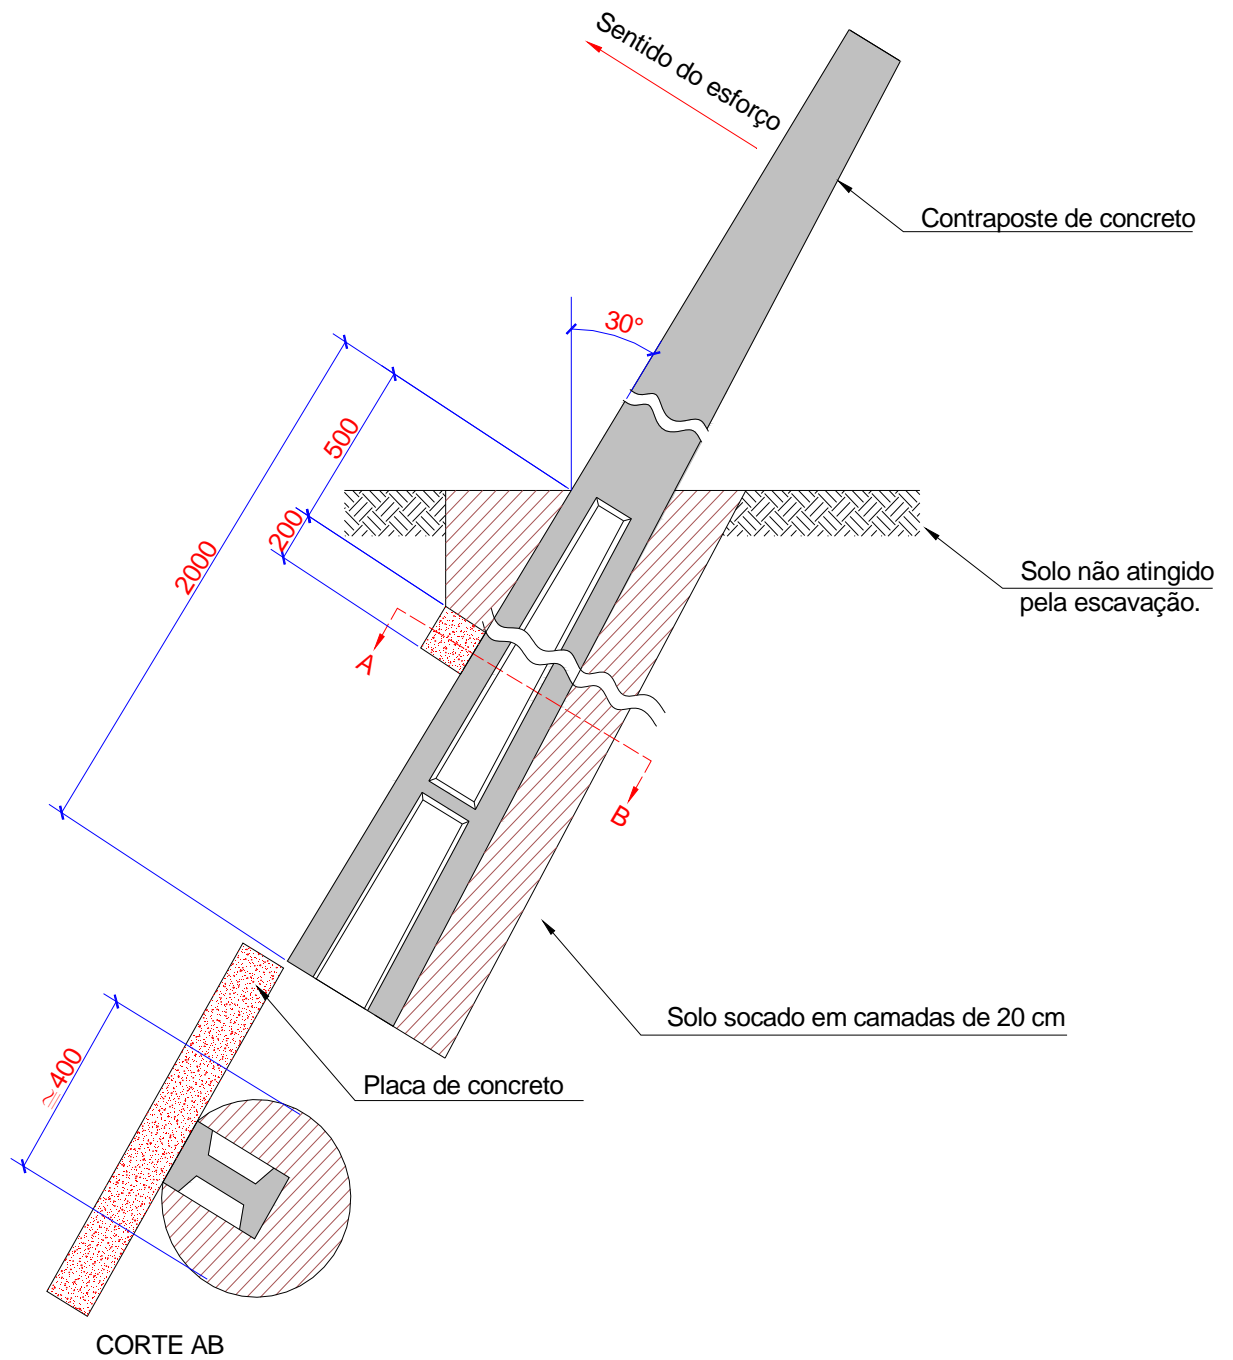 Sentido do esforço
Contraposte de concreto
30°
500
200
2000
Solo não atingido
pela escavação.
A
B
Solo socado em camadas de 20 cm
≅400
Placa de concreto
CORTE AB